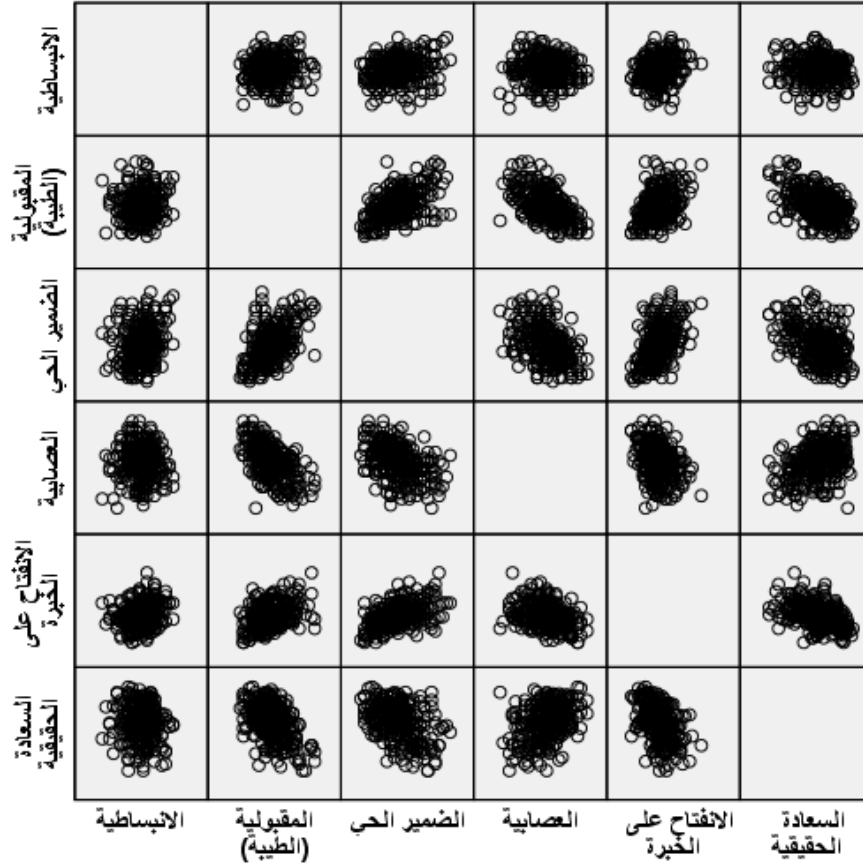 الانبساطية
المقبولية
(الطيبة)
الضمير الحي
العصابية
الانفتاح على
الخبرة
السعادة
الحقيقية
الانبساطية
المقبولية
(الطيبة)
الضمير الحي
العصابية
الانفتاح على
الخبرة
السعادة
الحقيقية